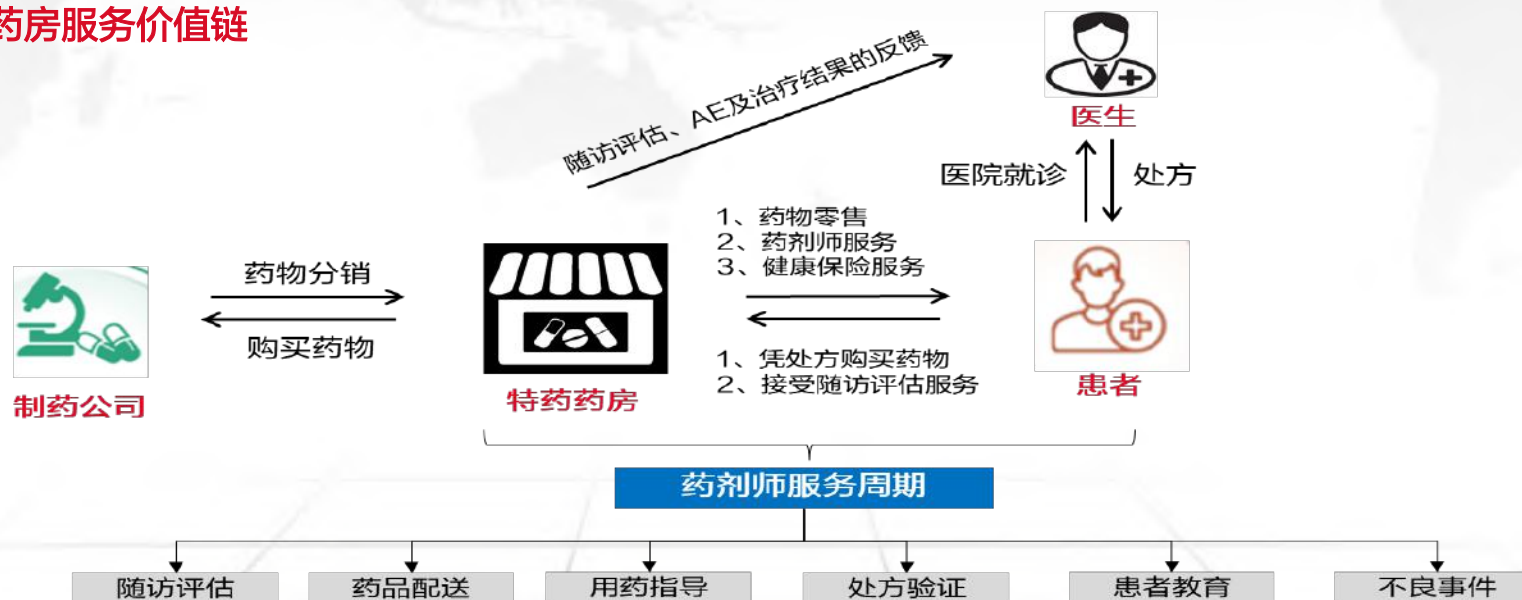 药房服务价值链
随访评估、AE及治疗结果的反馈
医生
医院就诊
处方
1、药物零售
2、药剂师服务
3、健康保险服务
药物分销
购买药物
1、凭处方购买药物
2、接受随访评估服务
制药公司
特药药房
患者
药剂师服务周期
随访评估
药品配送
用药指导
处方验证
患者教育
不良事件